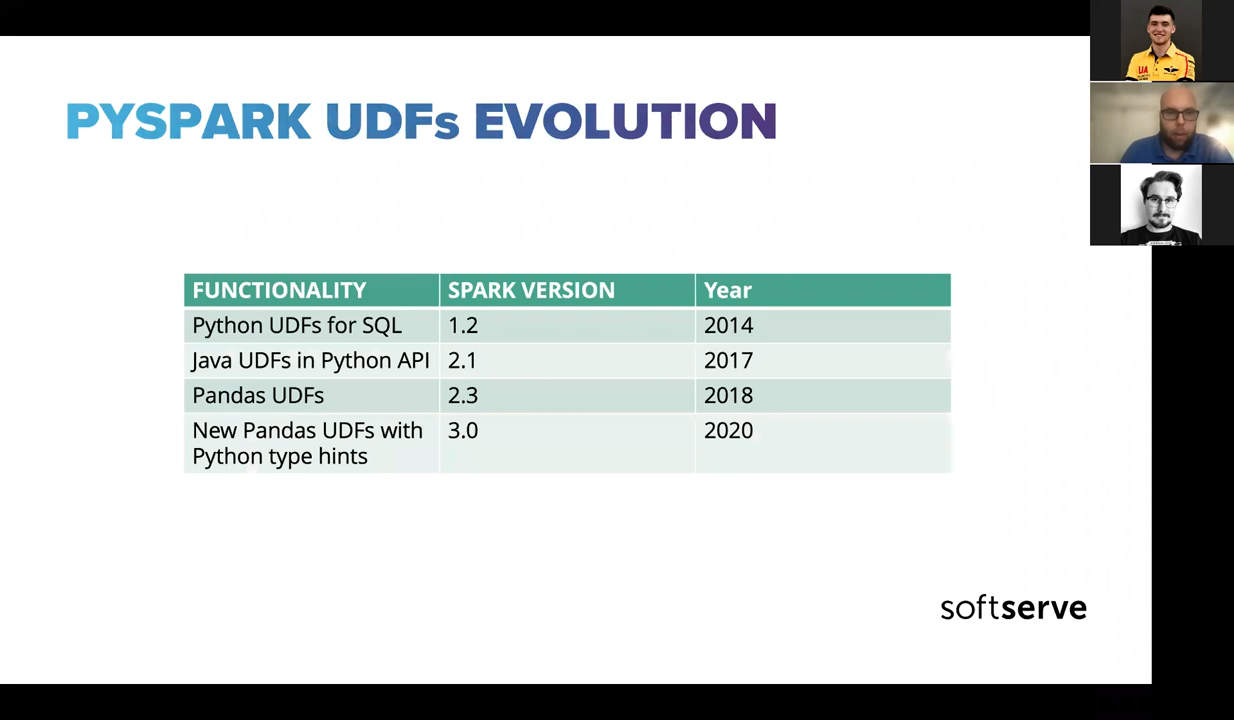 PYSPARK UDFs EVOLUTION
FUNCTIONALITY SPARK VERSION Year
Python UDFs for SQL 1.2 2014
Java UDFs in Python API 2.1 2017
Pandas UDFs 2.3 2018
New Pandas UDFs with 3.0 2020
Python type hints
softserve
UA